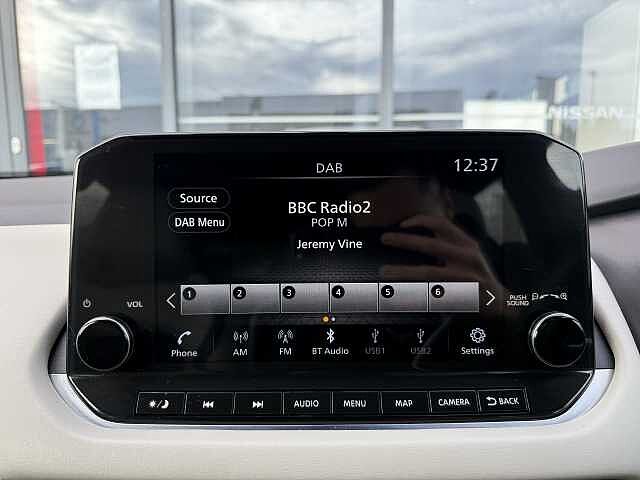 NISSAN
DAB
12:37
Source
BBC Radio2
DAB Menu
POP M
Jeremy Vine
1 2 3 4 5 6
VOL
PUSH SOUND
Phone AM FM BT Audio USB1 USB2 Settings
AUDIO MENU MAP CAMERA BACK